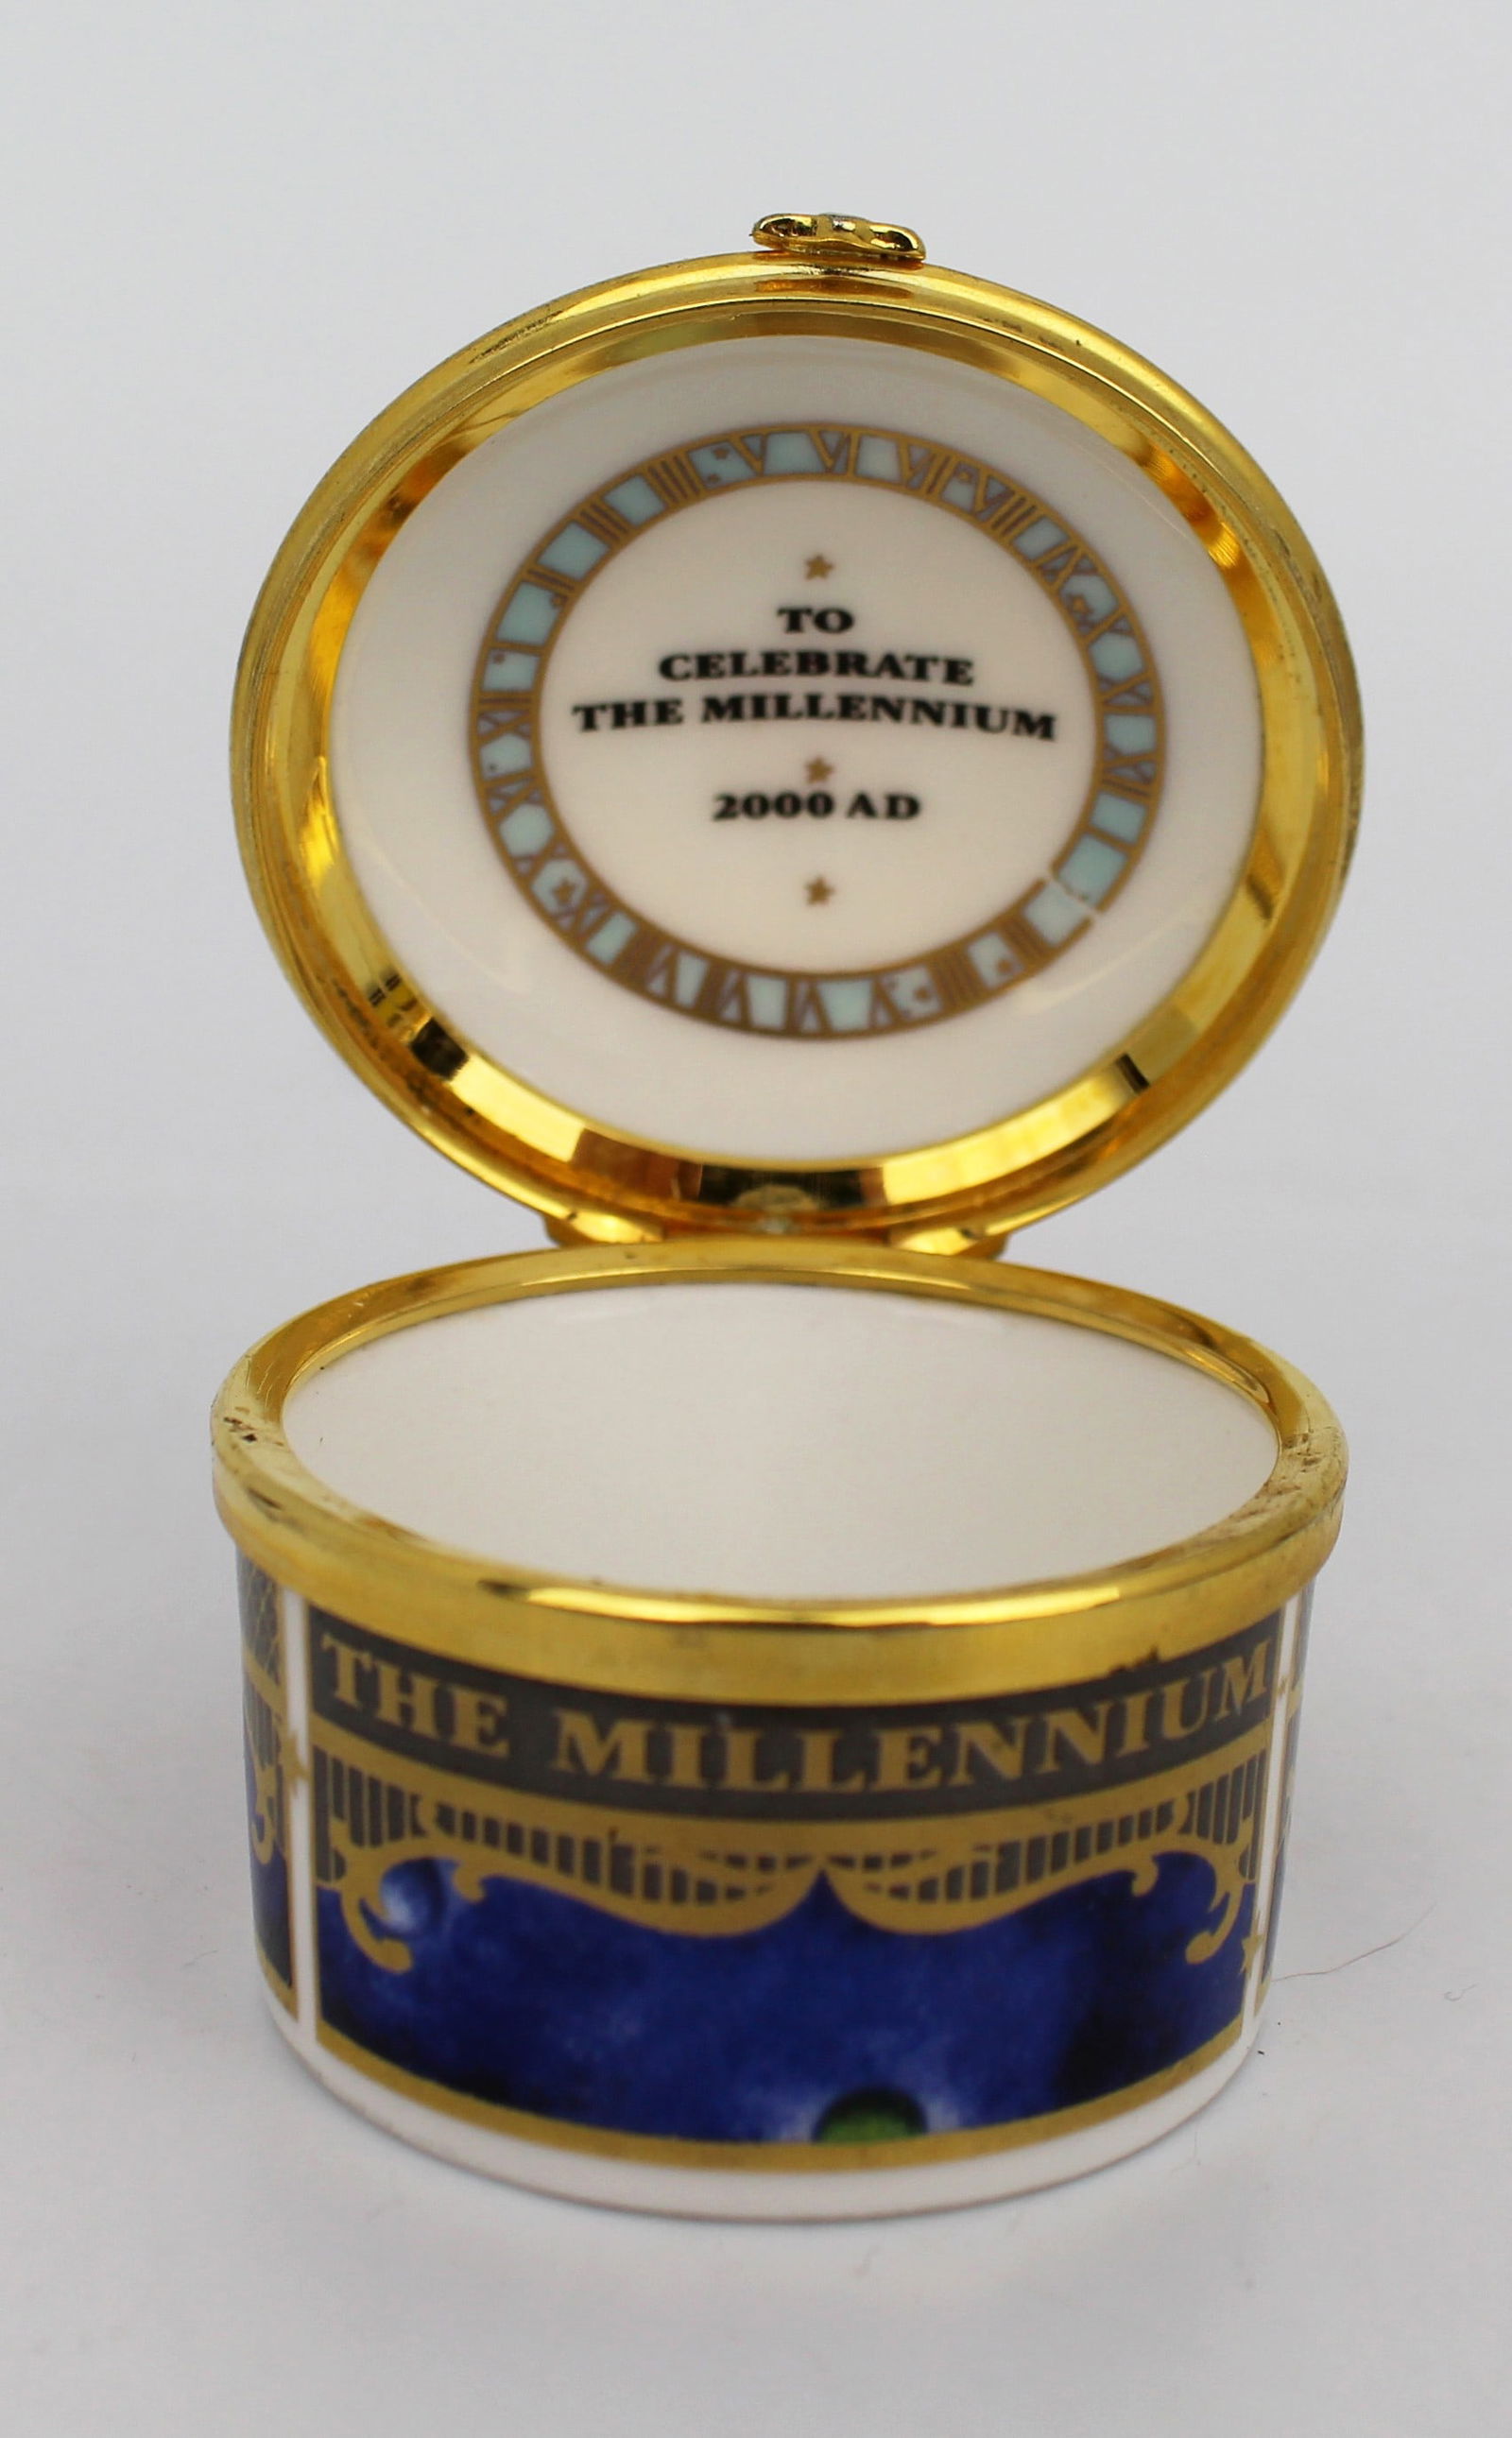 TO
CELEBRATE
THE MILLENNIUM
2000 AD
THE MILLENNIUM